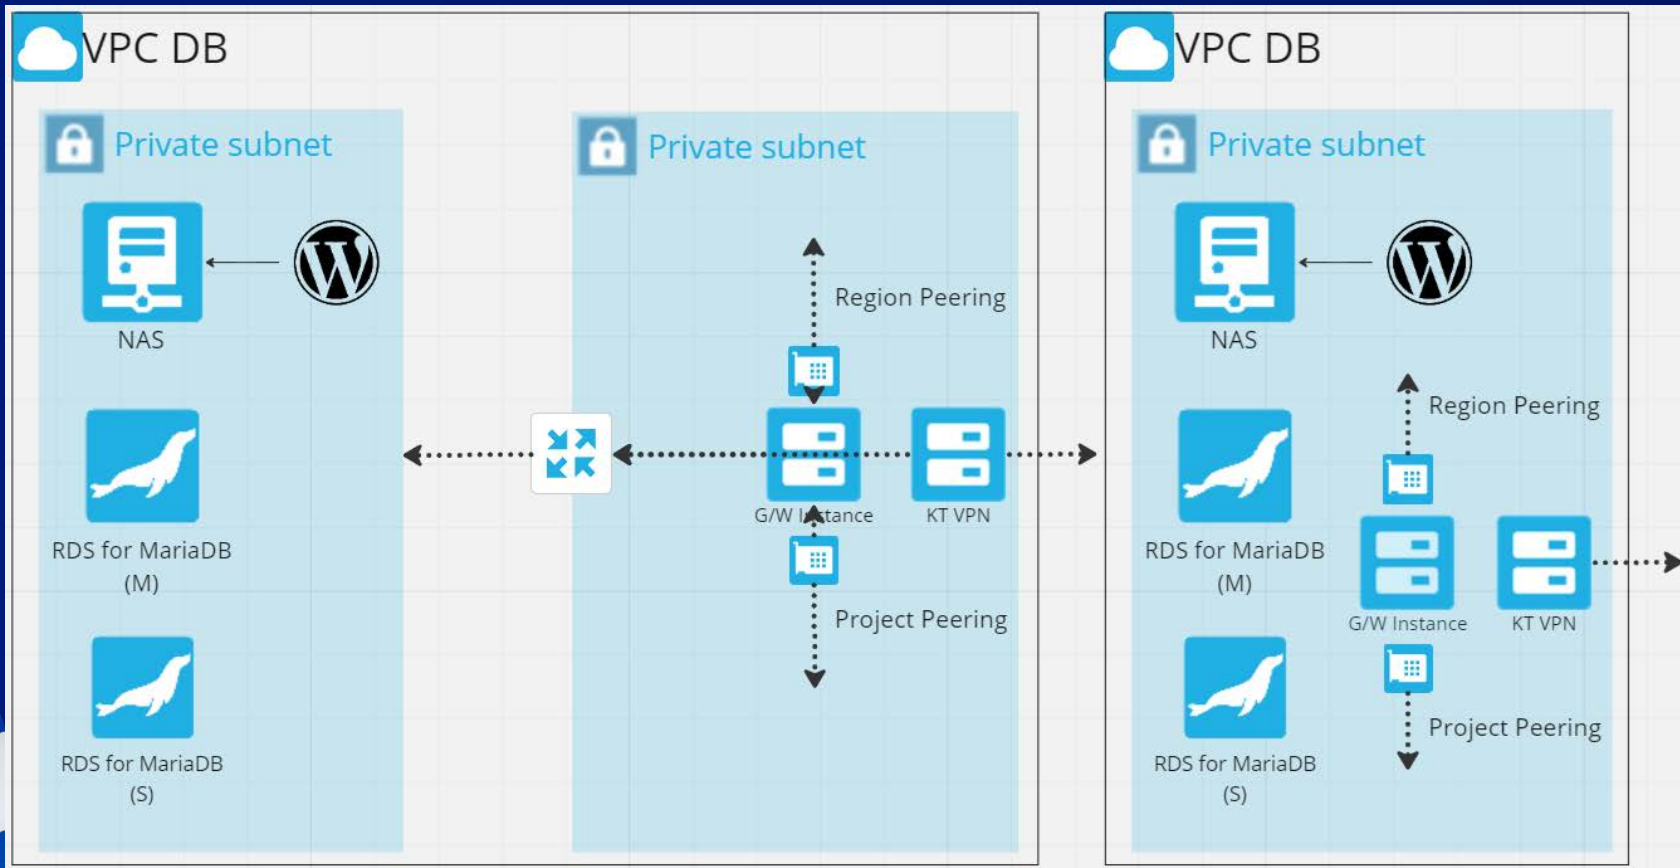 VPC DB
Private subnet
NAS
RDS for MariaDB
(M)
RDS for MariaDB
(S)
Private subnet
Region Peering
G/W Instance
KT VPN
Project Peering
VPC DB
Private subnet
NAS
Region Peering
RDS for MariaDB
(M)
G/W Instance
KT VPN
Project Peering
RDS for MariaDB
(S)